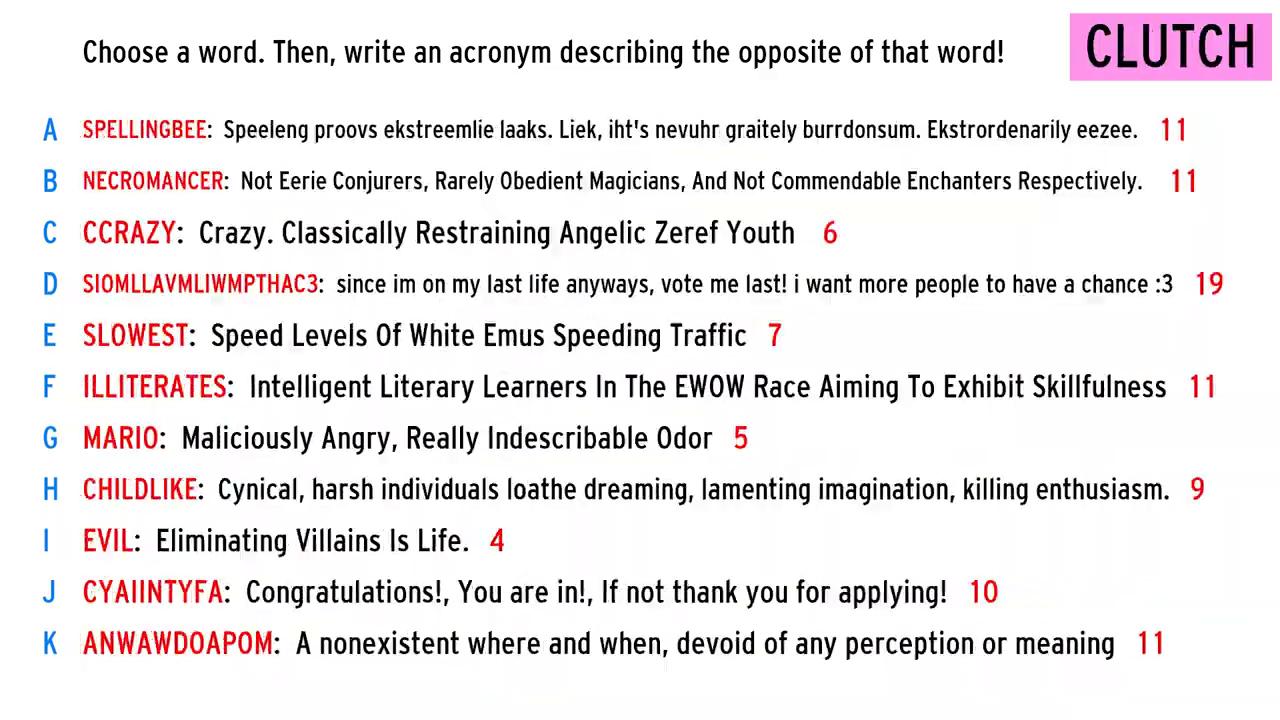 Choose a word. Then, write an acronym describing the opposite of that word!
CLUTCH
A SPELLINGBEE: Speeleng proovs ekstreemlie laaks. Liek, iht's nevuhr graitely burrdonsum. Ekstrordenarily eezee. 11
B NECROMANCER: Not Eerie Conjurers, Rarely Obedient Magicians, And Not Commendable Enchanters Respectively. 11
C CCRAZY: Crazy. Classically Restraining Angelic Zeref Youth 6
D SIOMLLAVMLIWMPTHAC3: since im on my last life anyways, vote me last! i want more people to have a chance :3 19
E SLOWEST: Speed Levels Of White Emus Speeding Traffic 7
F ILLITERATES: Intelligent Literary Learners In The EWOW Race Aiming To Exhibit Skillfulness 11
G MARIO: Maliciously Angry, Really Indescribable Odor 5
H CHILDLIKE: Cynical, harsh individuals loathe dreaming, lamenting imagination, killing enthusiasm. 9
I EVIL: Eliminating Villains Is Life. 4
J CYAIINTYFA: Congratulations!, You are in!, If not thank you for applying! 10
K ANWAWDOAPOM: A nonexistent where and when, devoid of any perception or meaning 11